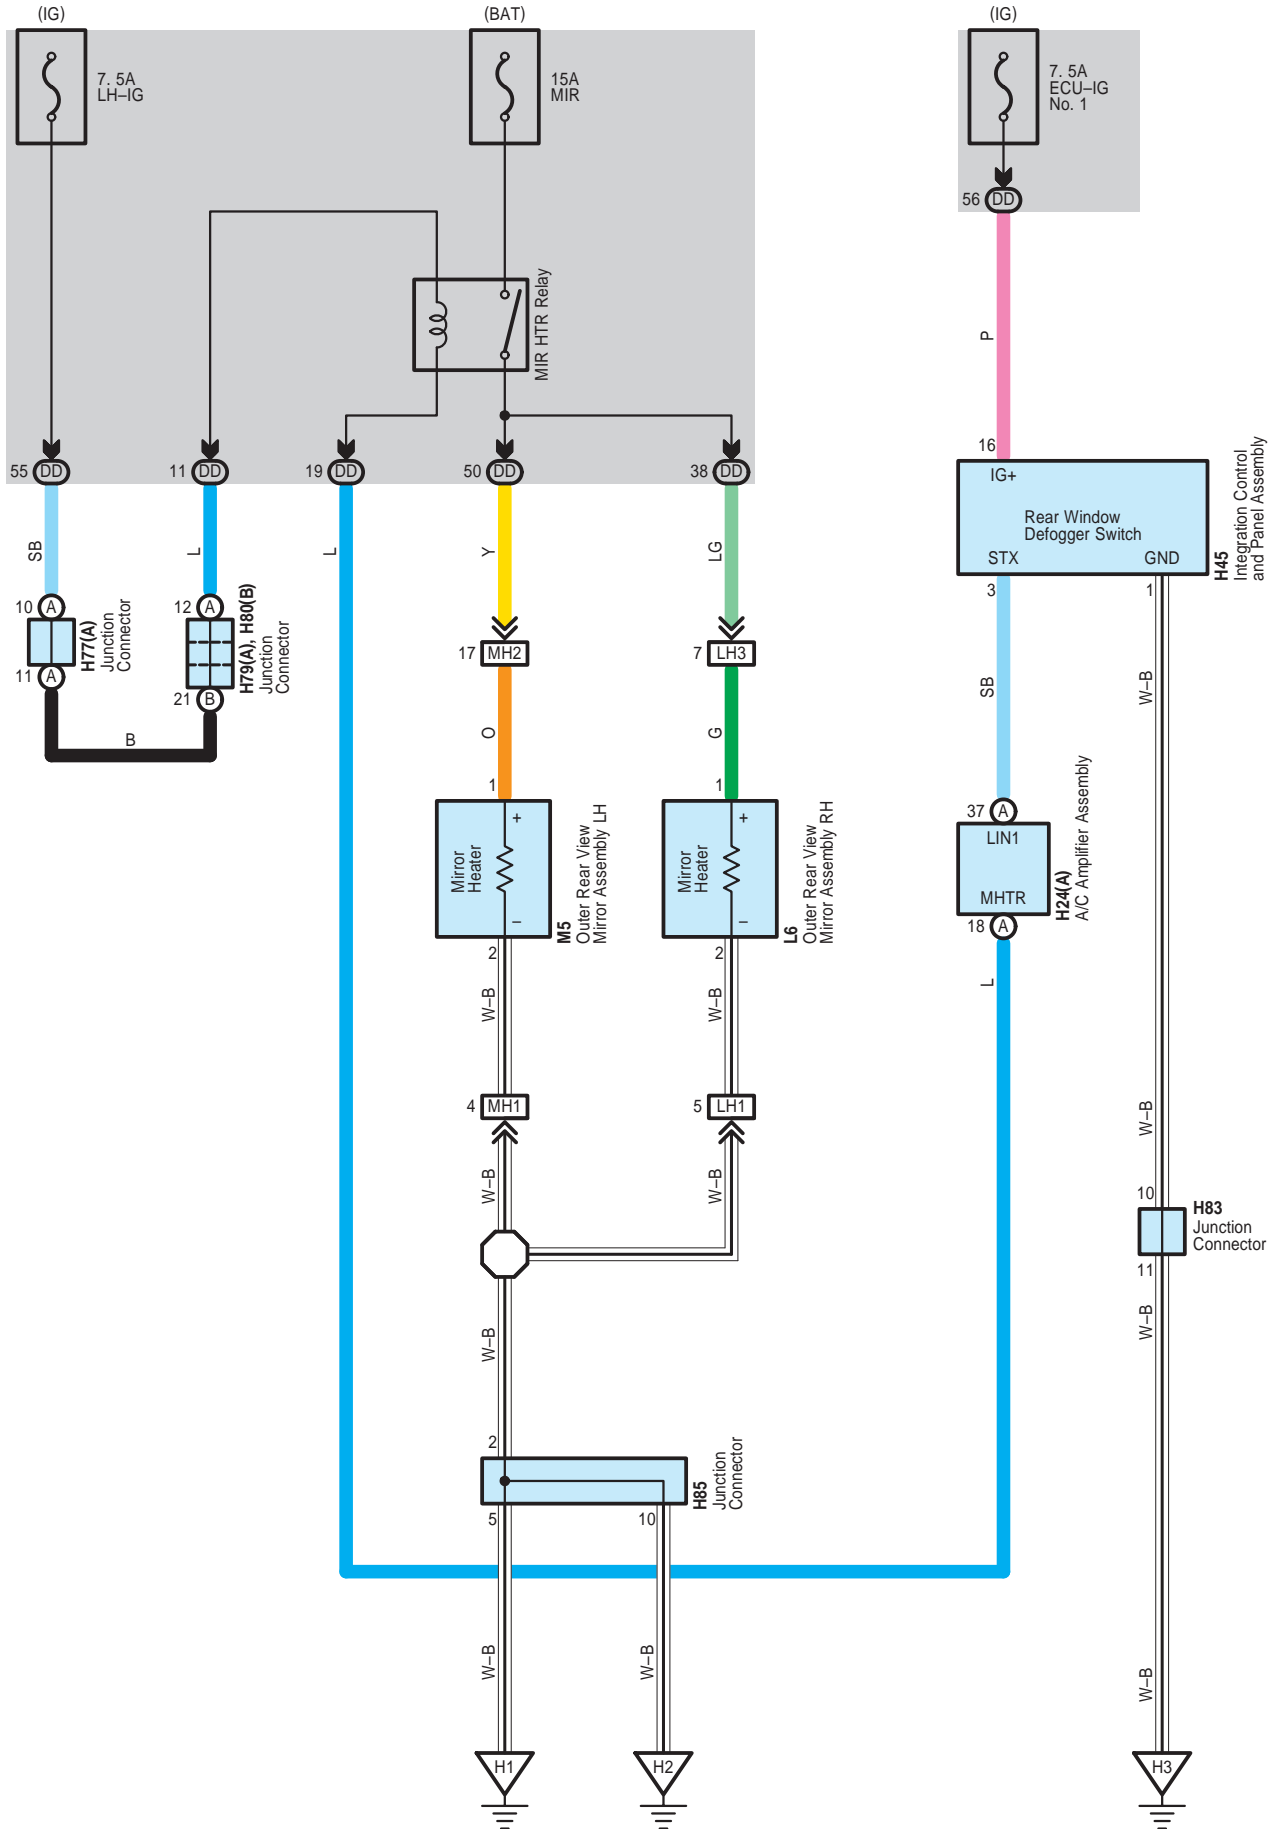 (IG)
(BAT)
(IG)
7. 5A
LH–IG
15A
MIR
7. 5A
ECU–IG
No. 1
56 DD
MIR HTR Relay
P
55 DD
11 DD
19 DD
50 DD
38 DD
16
IG+
Rear Window
Defogger Switch
STX
GND
H45
Integration Control
and Panel Assembly
SB
L
L
Y
LG
3
1
10 A
12 A
H77(A)
Junction
Connector
H79(A), H80(B)
Junction
Connector
11 A
21 B
B
17 MH2
7 LH3
SB
W–B
O
G
1
1
37 A
LIN1
MHTR
H24(A)
A/C Amplifier Assembly
18 A
+
Mirror
Heater
–
M5
Outer Rear View
Mirror Assembly LH
+
Mirror
Heater
–
L6
Outer Rear View
Mirror Assembly RH
2
2
L
W–B
W–B
4 MH1
5 LH1
W–B
W–B
W–B
10
H83
Junction
Connector
11
W–B
W–B
2
H85
Junction
Connector
5
10
W–B
W–B
W–B
H1
H2
H3